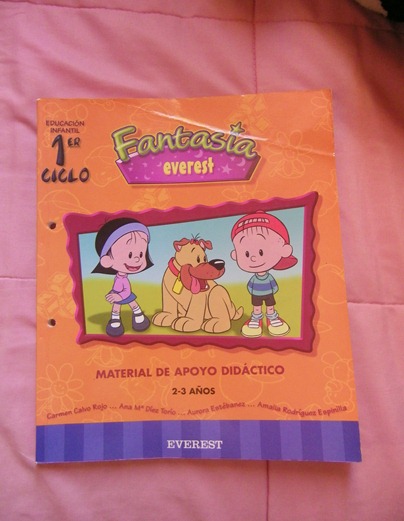 EDUCACIÓN
INFANTIL
1ER
CICLO
Fantasía
everest
MATERIAL DE APOYO DIDÁCTICO
2-3 AÑOS
Carmen Calvo Rojo ... Ana Mª Díez Torío ... Aurora Estébanez ... Amalia Rodríguez Espinilla
EVEREST